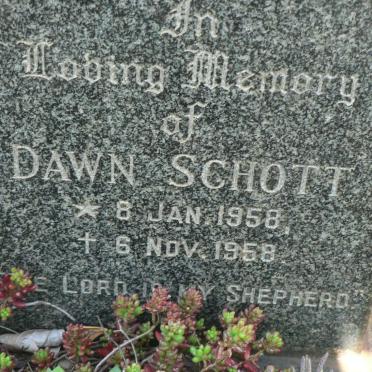 In
Loving Memory
of
DAWN SCHOTT
* 8 JAN. 1958,
+ 6 NOV. 1958
LORD IS MY SHEPHERD"